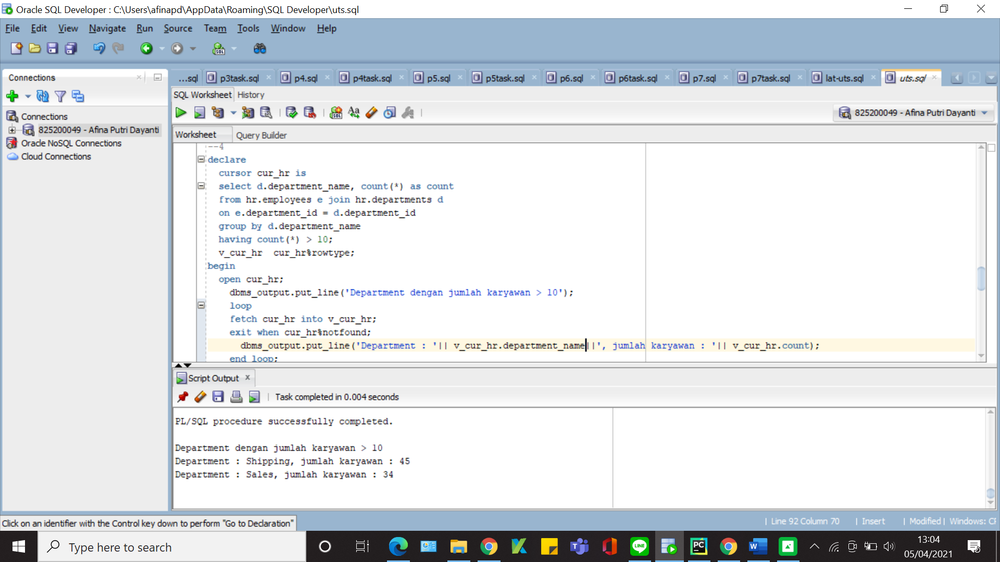 Oracle SQL Developer : C:\Users\afinapd\AppData\Roaming\SQL Developer\uts.sql
File Edit View Navigate Run Source Team Tools Window Help
SQL
Connections
...sql p3task.sql p4.sql p4task.sql p5.sql p5task.sql p6.sql p6task.sql p7.sql p7task.sql lat-uts.sql uts.sql
SQL Worksheet History
SQL Aa
825200049 - Afina Putri Dayanti
Connections
825200049 - Afina Putri Dayanti
Oracle NoSQL Connections
Cloud Connections
Worksheet Query Builder
--4
declare
cursor cur_hr is
select d.department_name, count(*) as count
from hr.employees e join hr.departments d
on e.department_id = d.department_id
group by d.department_name
having count(*) > 10;
v_cur_hr cur_hr%rowtype;
begin
open cur_hr;
dbms_output.put_line('Department dengan jumlah karyawan > 10');
loop
fetch cur_hr into v_cur_hr;
exit when cur_hr%notfound;
dbms_output.put_line('Department : '|| v_cur_hr.department_name||', jumlah karyawan : '|| v_cur_hr.count);
end loop;
Script Output
Task completed in 0.004 seconds
PL/SQL procedure successfully completed.
Department dengan jumlah karyawan > 10
Department : Shipping, jumlah karyawan : 45
Department : Sales, jumlah karyawan : 34
Click on an identifier with the Control key down to perform "Go to Declaration"
Line 92 Column 70 Insert Modified Windows: CF
Type here to search
LINE
PC
W
13:04
05/04/2021